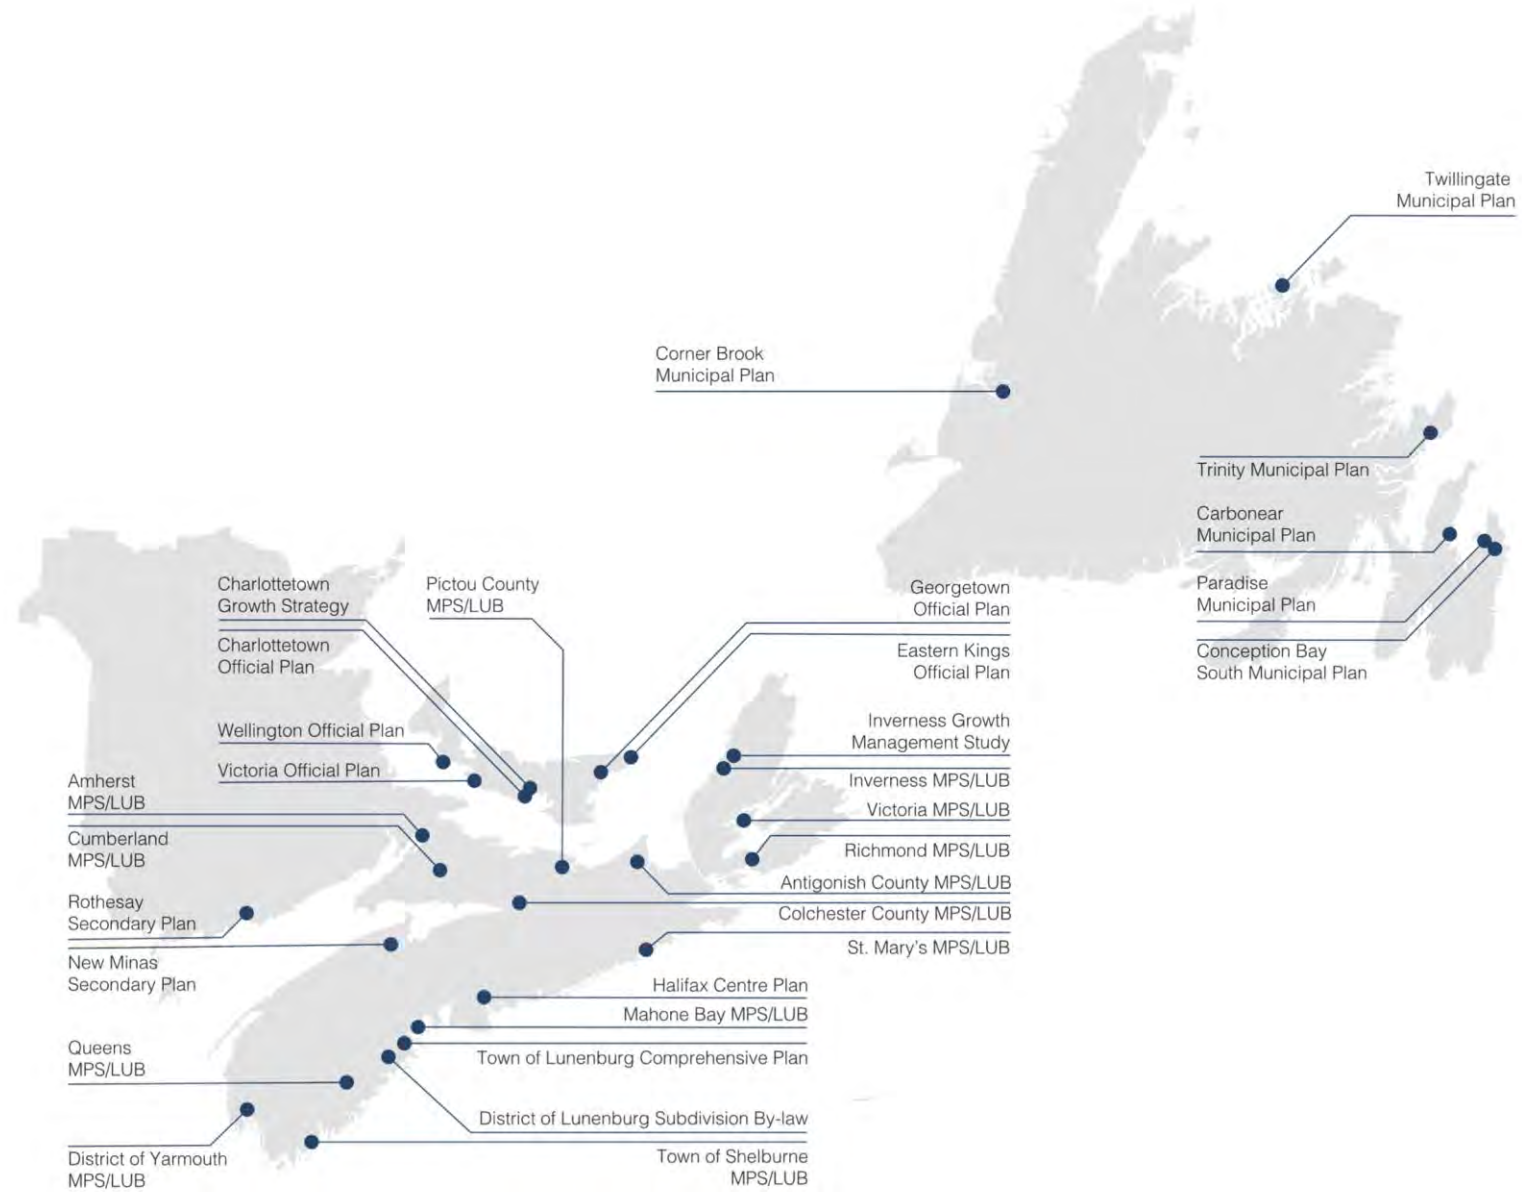 Twillingate
Municipal Plan
Corner Brook
Municipal Plan
Trinity Municipal Plan
Carbonear
Municipal Plan
Paradise
Municipal Plan
Conception Bay
South Municipal Plan
Charlottetown
Growth Strategy
Charlottetown
Official Plan
Pictou County
MPS/LUB
Georgetown
Official Plan
Eastern Kings
Official Plan
Wellington Official Plan
Victoria Official Plan
Inverness Growth
Management Study
Inverness MPS/LUB
Victoria MPS/LUB
Richmond MPS/LUB
Antigonish County MPS/LUB
Colchester County MPS/LUB
St. Mary's MPS/LUB
Amherst
MPS/LUB
Cumberland
MPS/LUB
Rothesay
Secondary Plan
New Minas
Secondary Plan
Halifax Centre Plan
Mahone Bay MPS/LUB
Town of Lunenburg Comprehensive Plan
Queens
MPS/LUB
District of Lunenburg Subdivision By-law
District of Yarmouth
MPS/LUB
Town of Shelburne
MPS/LUB